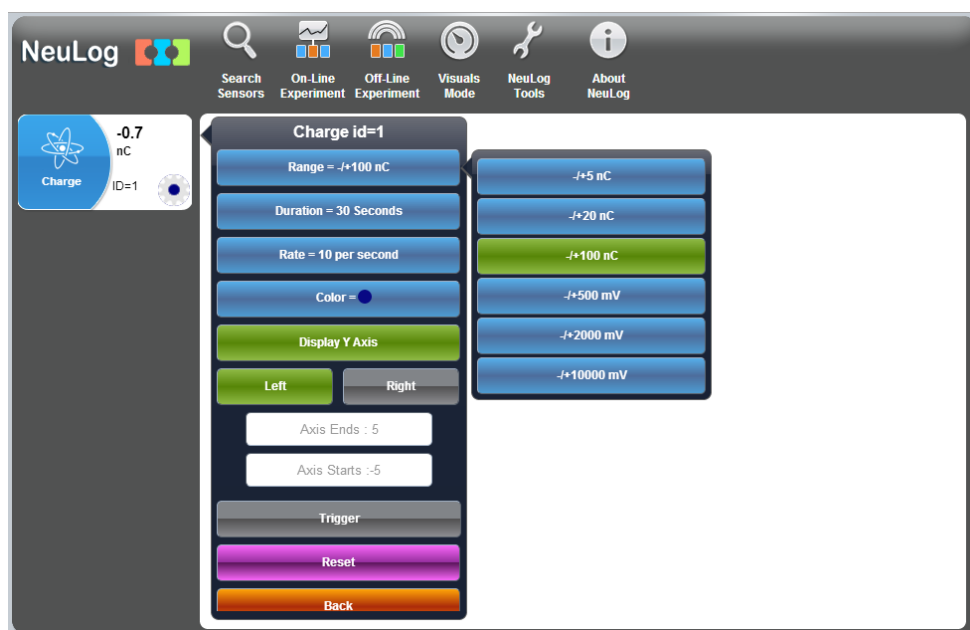 NeuLog
Search Sensors
On-Line Experiment
Off-Line Experiment
Visuals Mode
NeuLog Tools
About NeuLog
Charge
-0.7
nC
ID=1
Charge id=1
Range = -/+100 nC
Duration = 30 Seconds
Rate = 10 per second
Color =
Display Y Axis
Left
Right
Axis Ends : 5
Axis Starts :-5
Trigger
Reset
Back
-/+5 nC
-/+20 nC
-/+100 nC
-/+500 mV
-/+2000 mV
-/+10000 mV